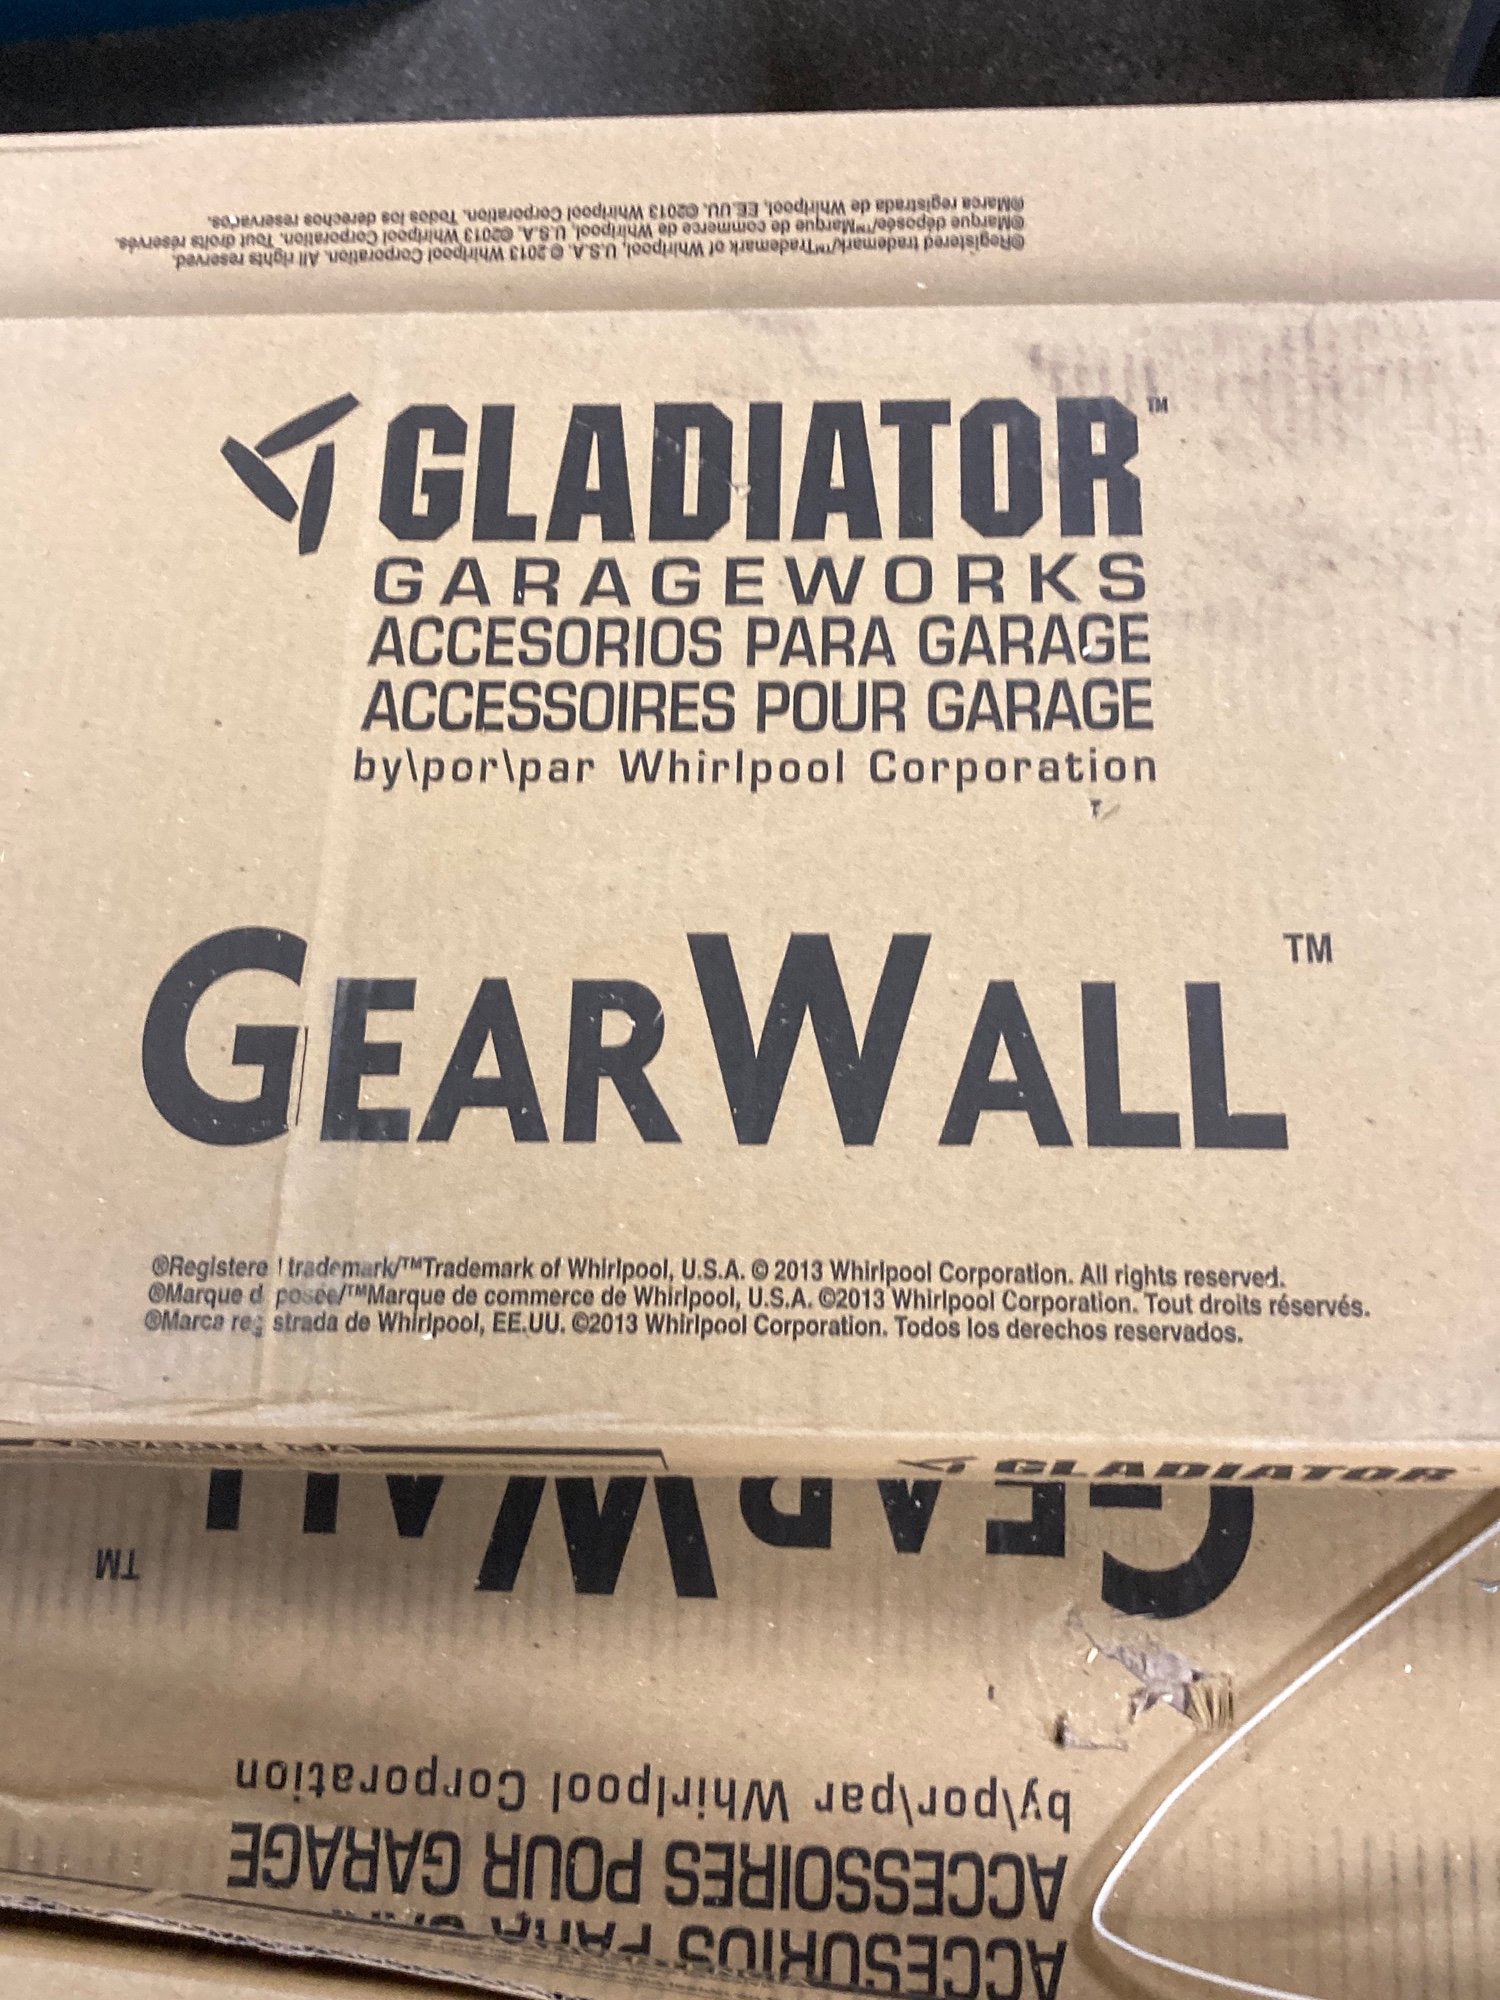 ®Marca registrada de Whirlpool, EE.UU. ©2013 Whirlpool Corporation. Todos los derechos reservados.
®Marque déposée/™Marque de commerce de Whirlpool, U.S.A. ©2013 Whirlpool Corporation. Tout droits réservés.
®Registered trademark/™Trademark of Whirlpool, U.S.A. © 2013 Whirlpool Corporation. All rights reserved.
GLADIATOR™
GARAGEWORKS
ACCESORIOS PARA GARAGE
ACCESSOIRES POUR GARAGE
by\por\par Whirlpool Corporation
GEARWALL™
®Registere trademark/™Trademark of Whirlpool, U.S.A. © 2013 Whirlpool Corporation. All rights reserved.
®Marque d posée/™Marque de commerce de Whirlpool, U.S.A. ©2013 Whirlpool Corporation. Tout droits réservés.
®Marca reg strada de Whirlpool, EE.UU. ©2013 Whirlpool Corporation. Todos los derechos reservados.
GLADIATOR
GEARWALL™
by\por\par Whirlpool Corporation
ACCESSOIRES POUR GARAGE
ACCESORIOS PARA